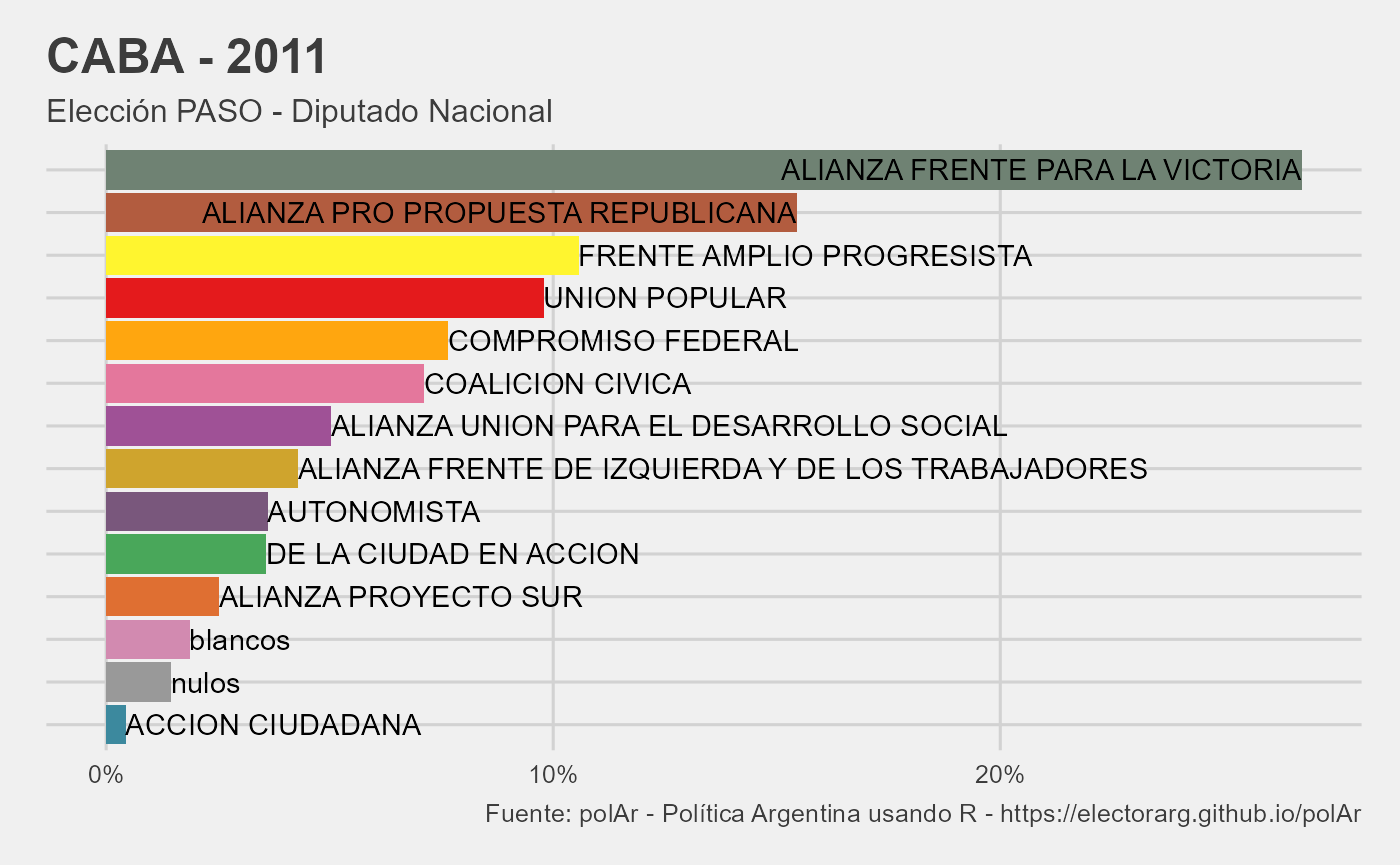 CABA - 2011
Elección PASO - Diputado Nacional
ALIANZA FRENTE PARA LA VICTORIA
ALIANZA PRO PROPUESTA REPUBLICANA
FRENTE AMPLIO PROGRESISTA
UNION POPULAR
COMPROMISO FEDERAL
COALICION CIVICA
ALIANZA UNION PARA EL DESARROLLO SOCIAL
ALIANZA FRENTE DE IZQUIERDA Y DE LOS TRABAJADORES
AUTONOMISTA
DE LA CIUDAD EN ACCION
ALIANZA PROYECTO SUR
blancos
nulos
ACCION CIUDADANA
0% 10% 20%
Fuente: polAr - Política Argentina usando R - https://electorarg.github.io/polAr